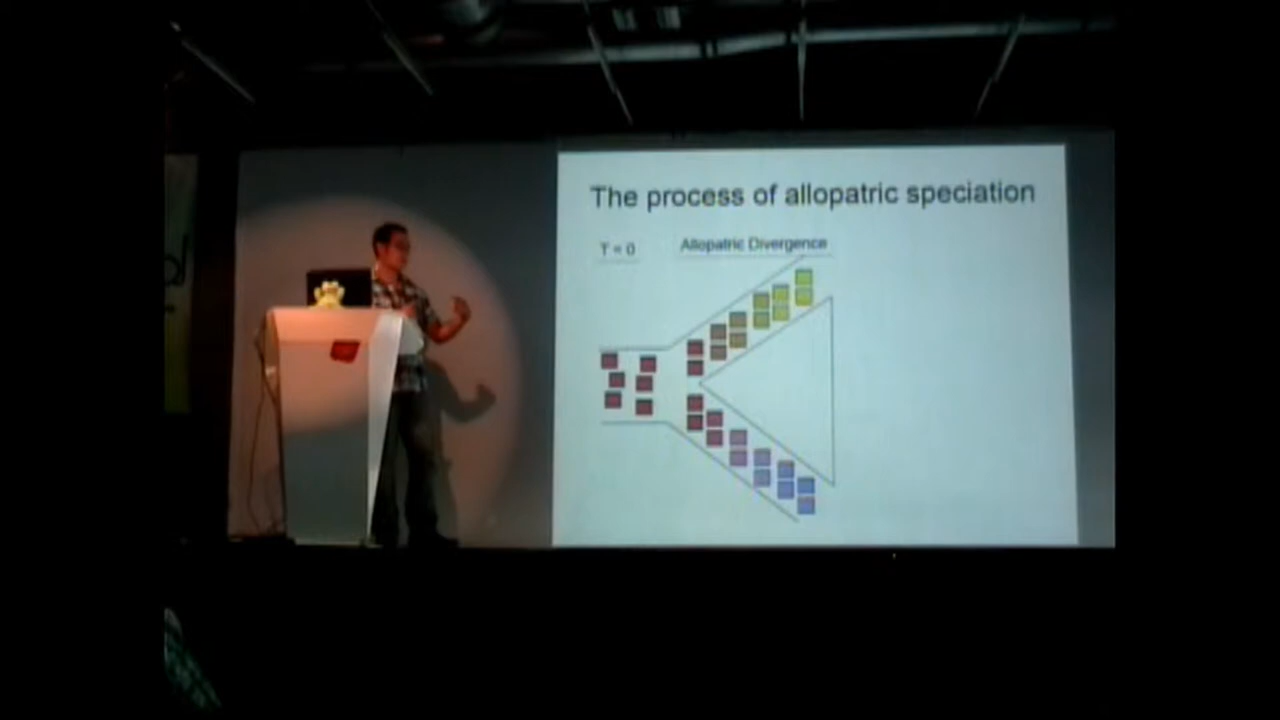 The process of allopatric speciation
T = 0
Allopatric Divergence